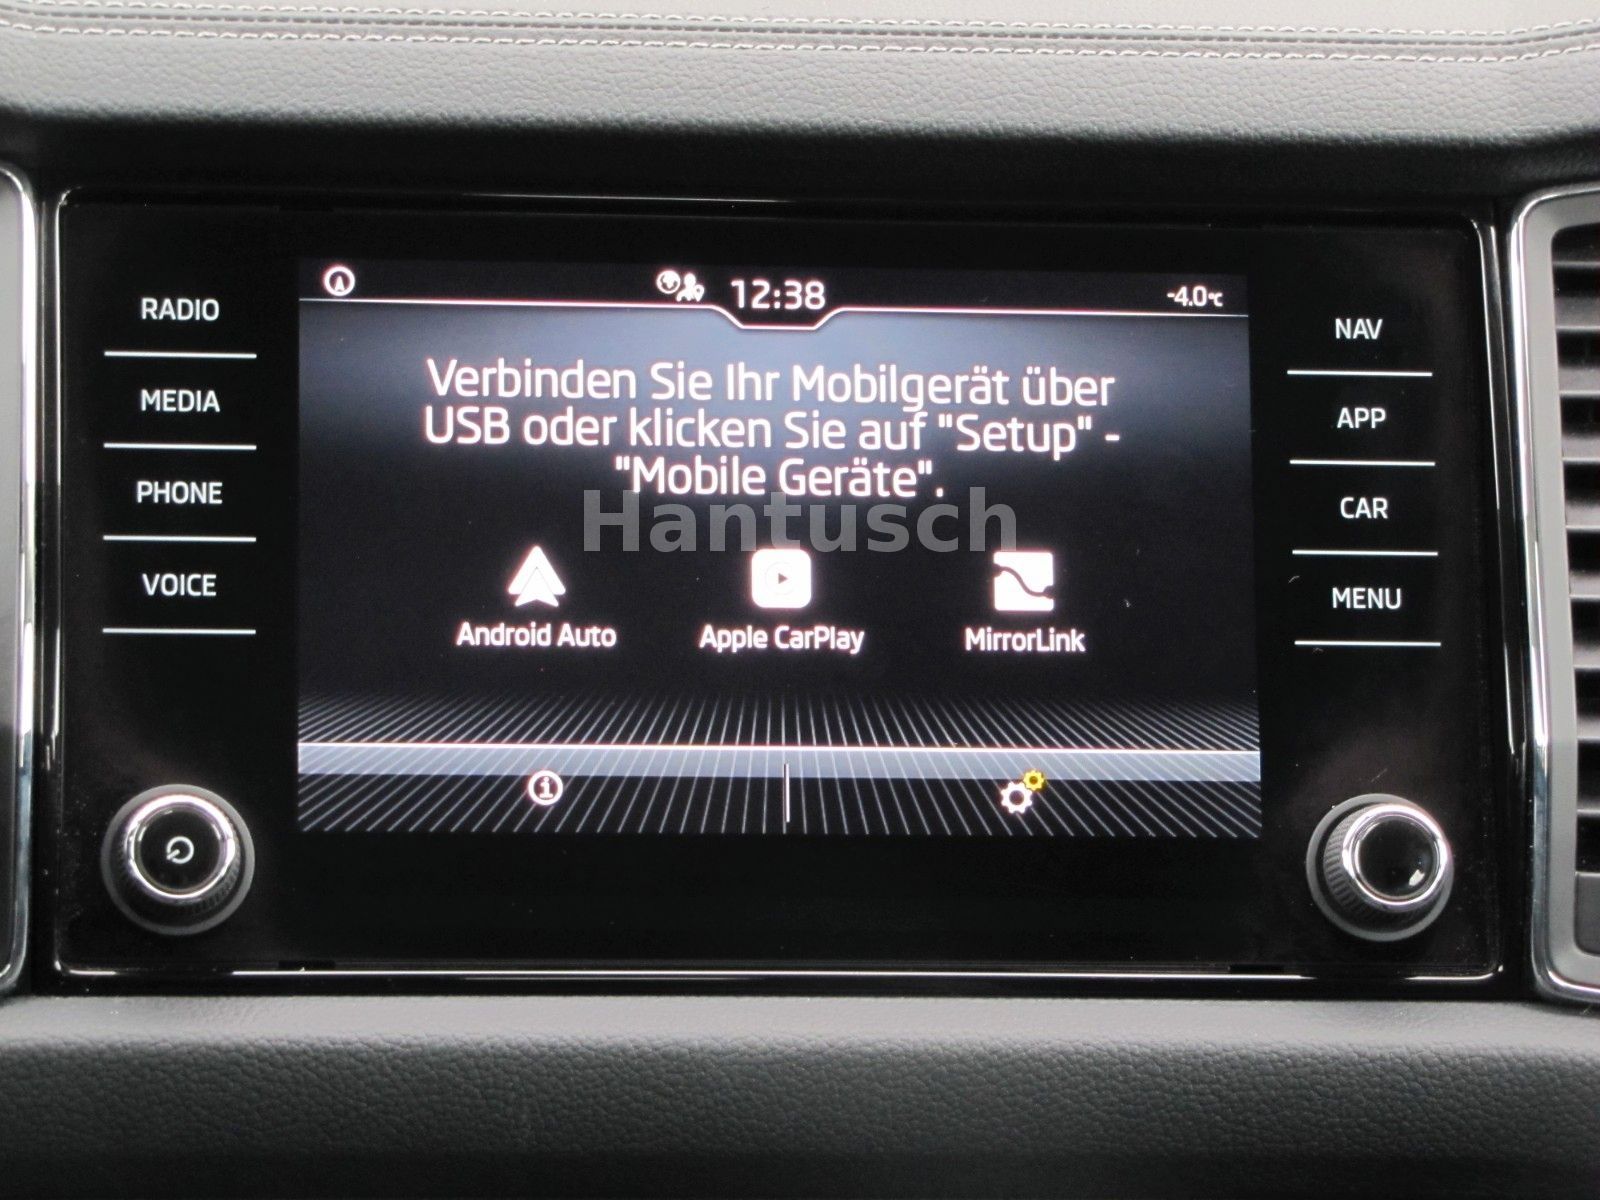 RADIO
MEDIA
PHONE
VOICE
12:38
-4.0°C
Verbinden Sie Ihr Mobilgerät über
USB oder klicken Sie auf "Setup" -
"Mobile Geräte".
Hantusch
Android Auto
Apple CarPlay
MirrorLink
NAV
APP
CAR
MENU